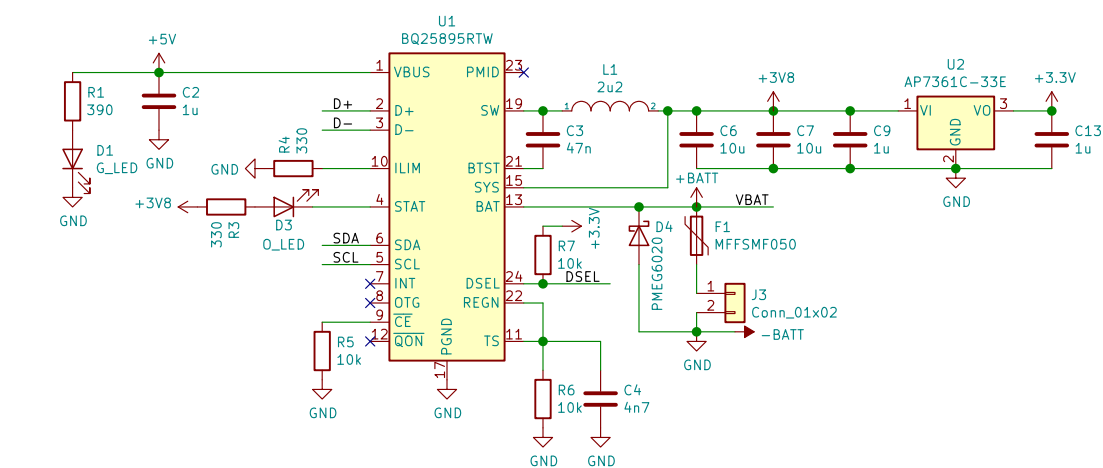 U1
BQ25895RTW
+5V
1
VBUS
PMID
23
R1
390
C2
1u
D1
G_LED
GND
GND
D+
2
D+
D-
3
D-
SW
19
L1
2u2
1
2
C3
47n
+3V8
C6
10u
C7
10u
C9
1u
U2
AP7361C-33E
1
VI
VO
3
GND
2
+3.3V
C13
1u
GND
R4
330
GND
10
ILIM
BTST
21
SYS
15
+3V8
330
R3
D3
O_LED
4
STAT
BAT
13
+BATT
VBAT
SDA
6
SDA
SCL
5
SCL
7
INT
8
OTG
9
CE
12
QON
R5
10k
GND
PGND
17
GND
R7
10k
+3.3V
DSEL
24
DSEL
REGN
22
TS
11
R6
10k
C4
4n7
GND
GND
D4
PMEG6020
F1
MFFSMF050
1
2
J3
Conn_01x02
-BATT
GND